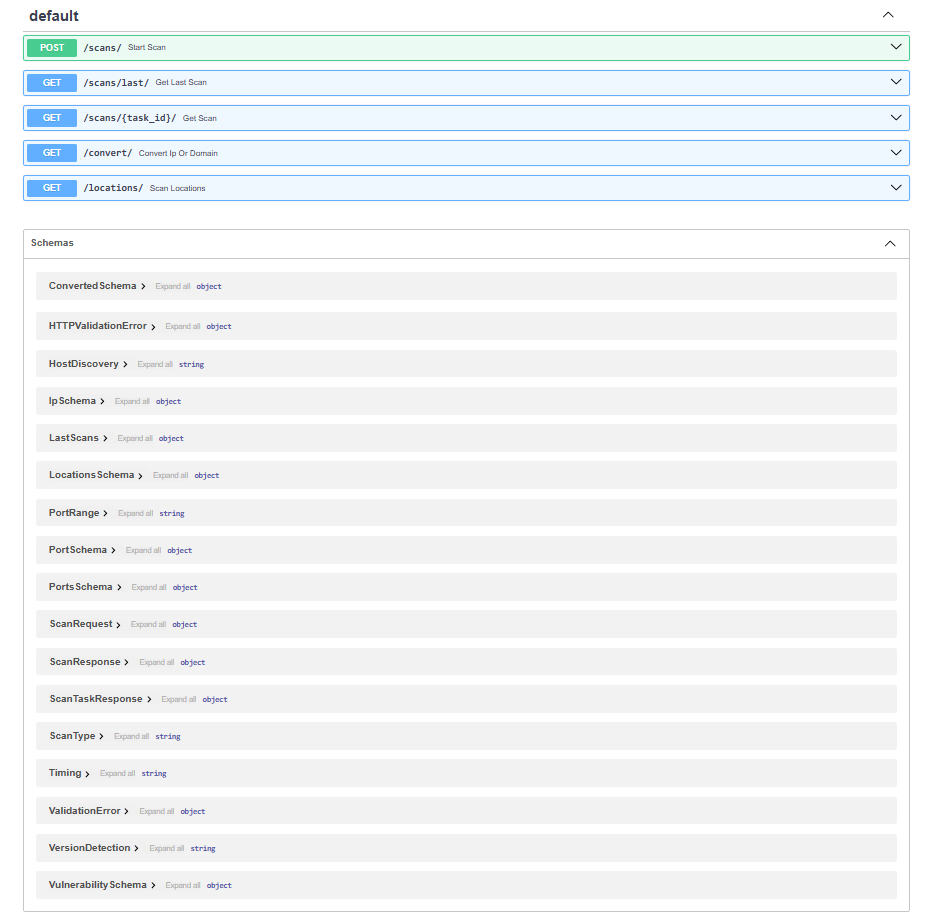 default
POST /scans/ Start Scan
GET /scans/last/ Get Last Scan
GET /scans/{task_id}/ Get Scan
GET /convert/ Convert Ip Or Domain
GET /locations/ Scan Locations
Schemas
ConvertedSchema Expand all object
HTTPValidationError Expand all object
HostDiscovery Expand all string
IpSchema Expand all object
LastScans Expand all object
LocationsSchema Expand all object
PortRange Expand all string
PortSchema Expand all object
PortsSchema Expand all object
ScanRequest Expand all object
ScanResponse Expand all object
ScanTaskResponse Expand all object
ScanType Expand all string
Timing Expand all string
ValidationError Expand all object
VersionDetection Expand all string
VulnerabilitySchema Expand all object